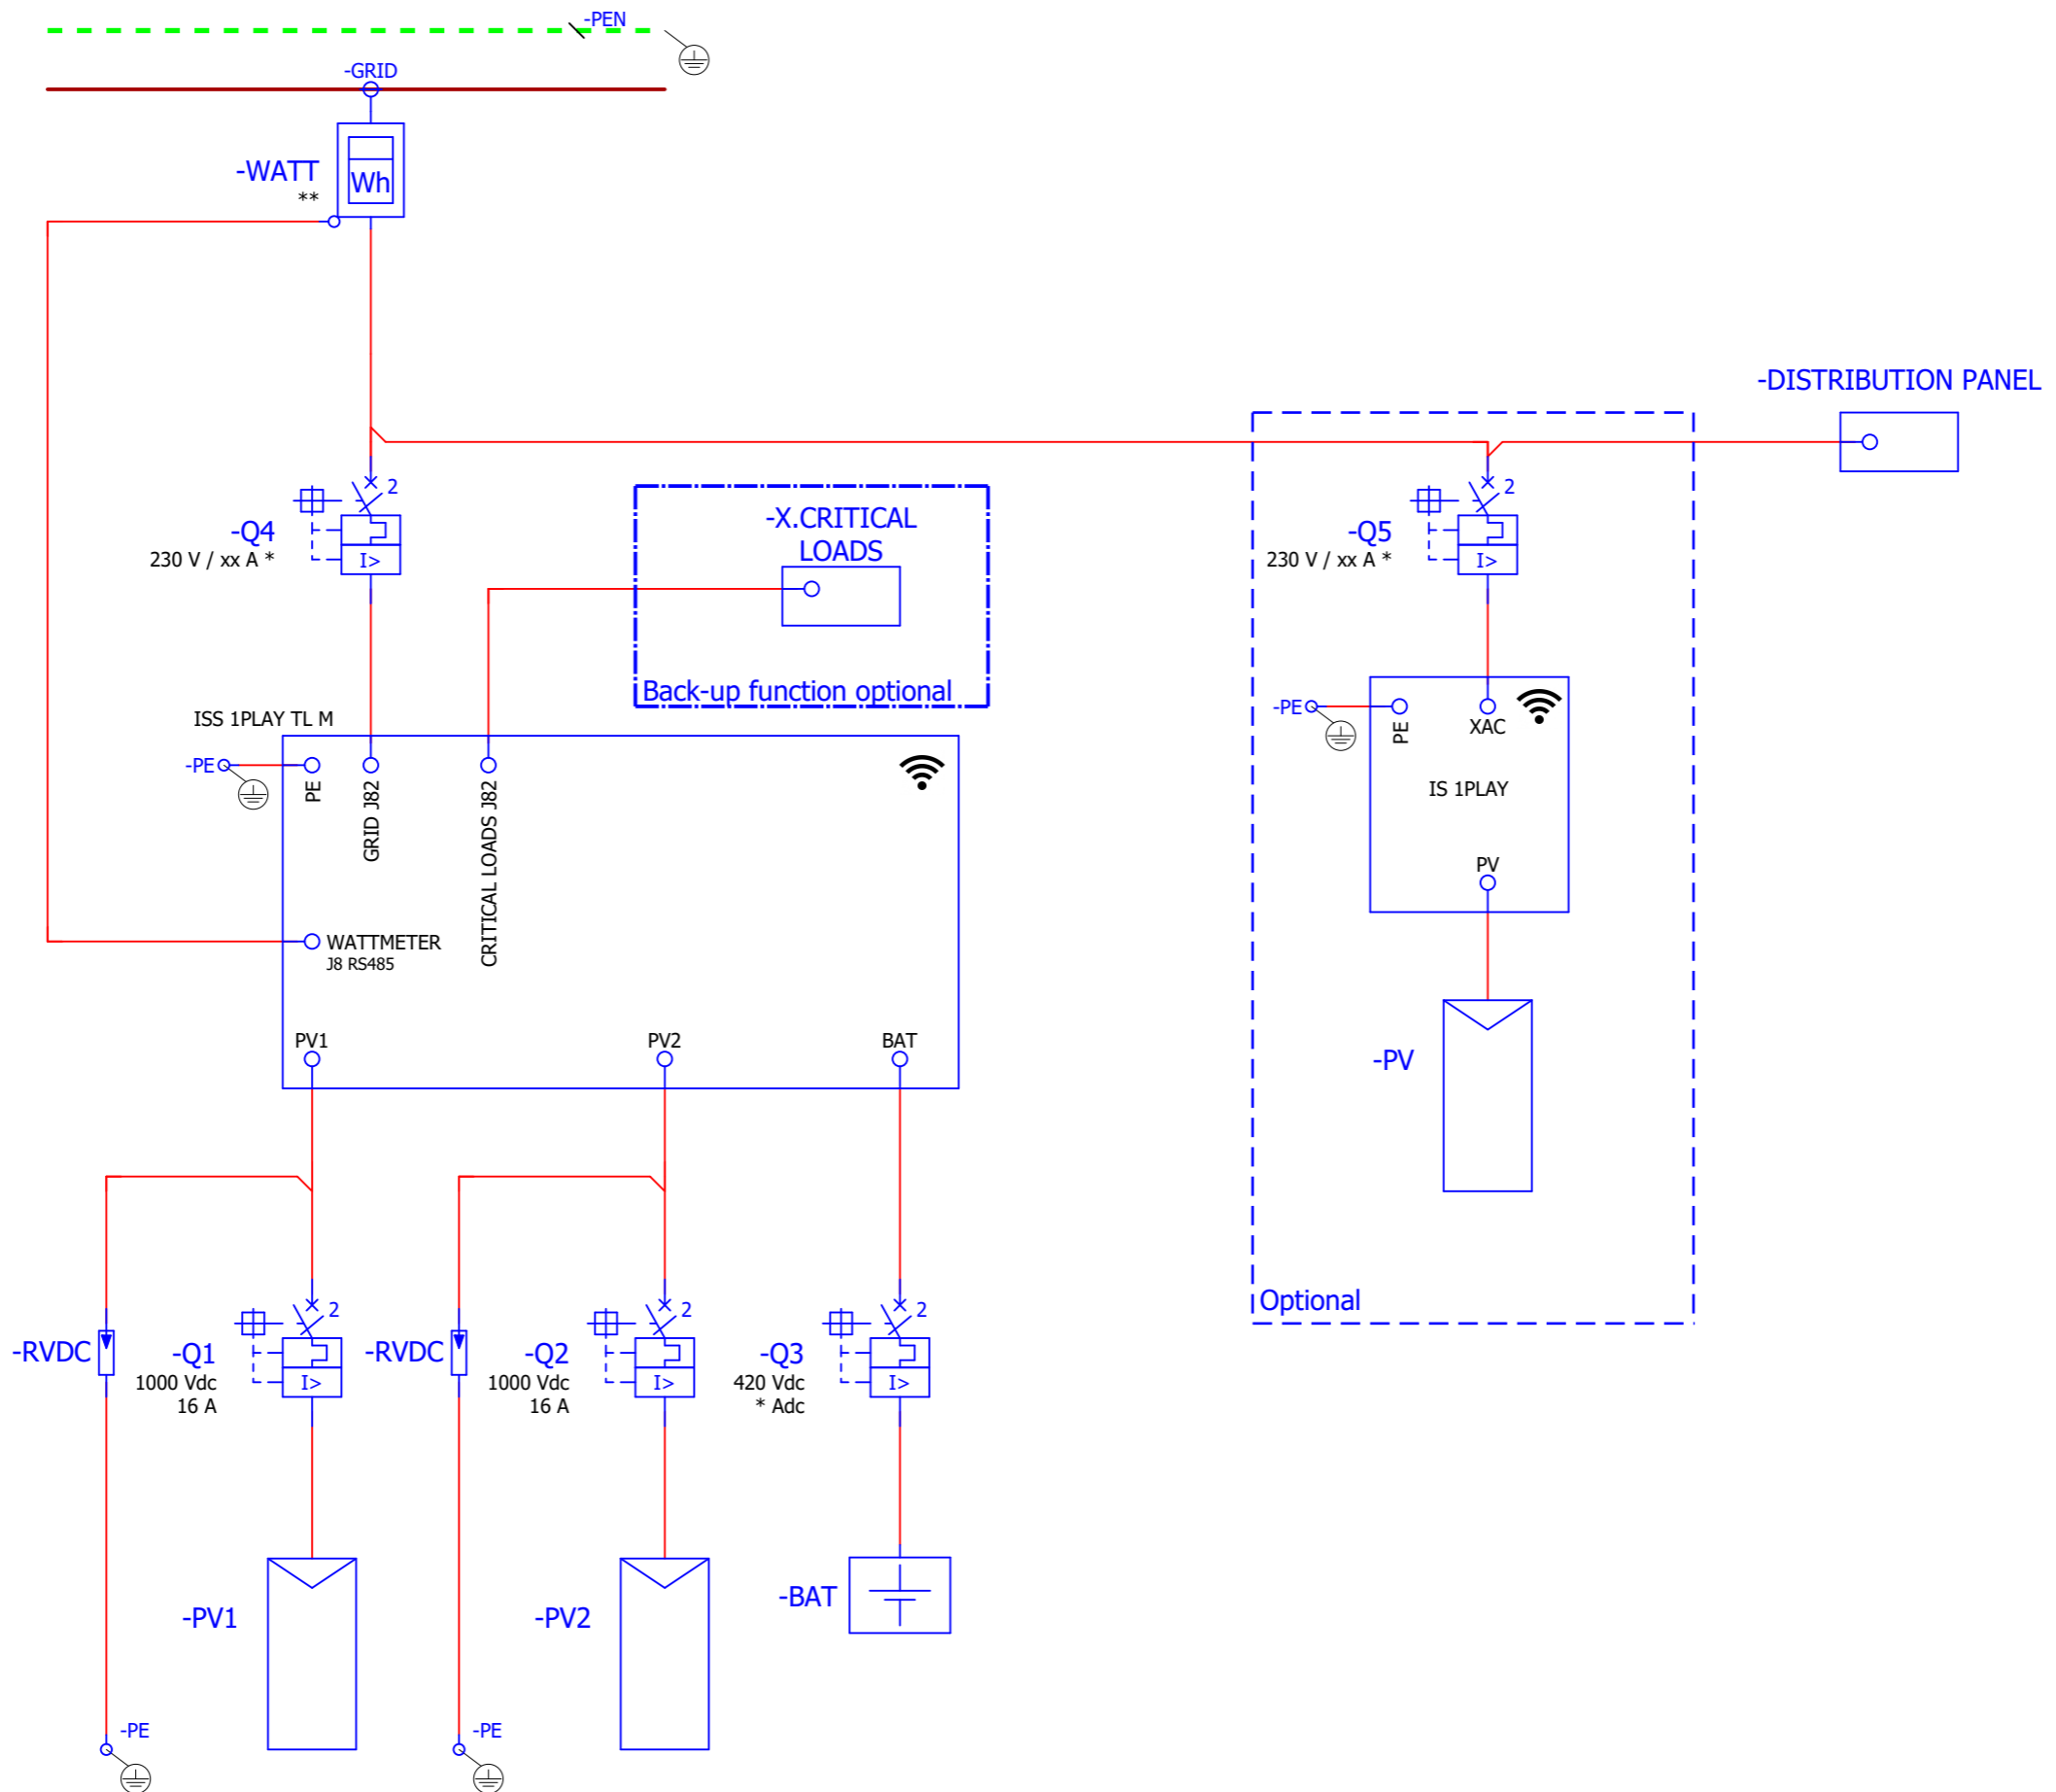 -PEN
-GRID
-WATT
**
Wh
-DISTRIBUTION PANEL
2
-Q4
230 V / xx A *
I>
-X.CRITICAL
LOADS
Back-up function optional
2
-Q5
230 V / xx A *
I>
ISS 1PLAY TL M
-PE
PE
GRID J82
CRITICAL LOADS J82
WATTMETER
J8 RS485
PV1
PV2
BAT
-PE
PE
XAC
IS 1PLAY
PV
-PV
Optional
-RVDC
2
-Q1
1000 Vdc
16 A
I>
-RVDC
2
-Q2
1000 Vdc
16 A
I>
2
-Q3
420 Vdc
* Adc
I>
-PV1
-PV2
-BAT
-PE
-PE